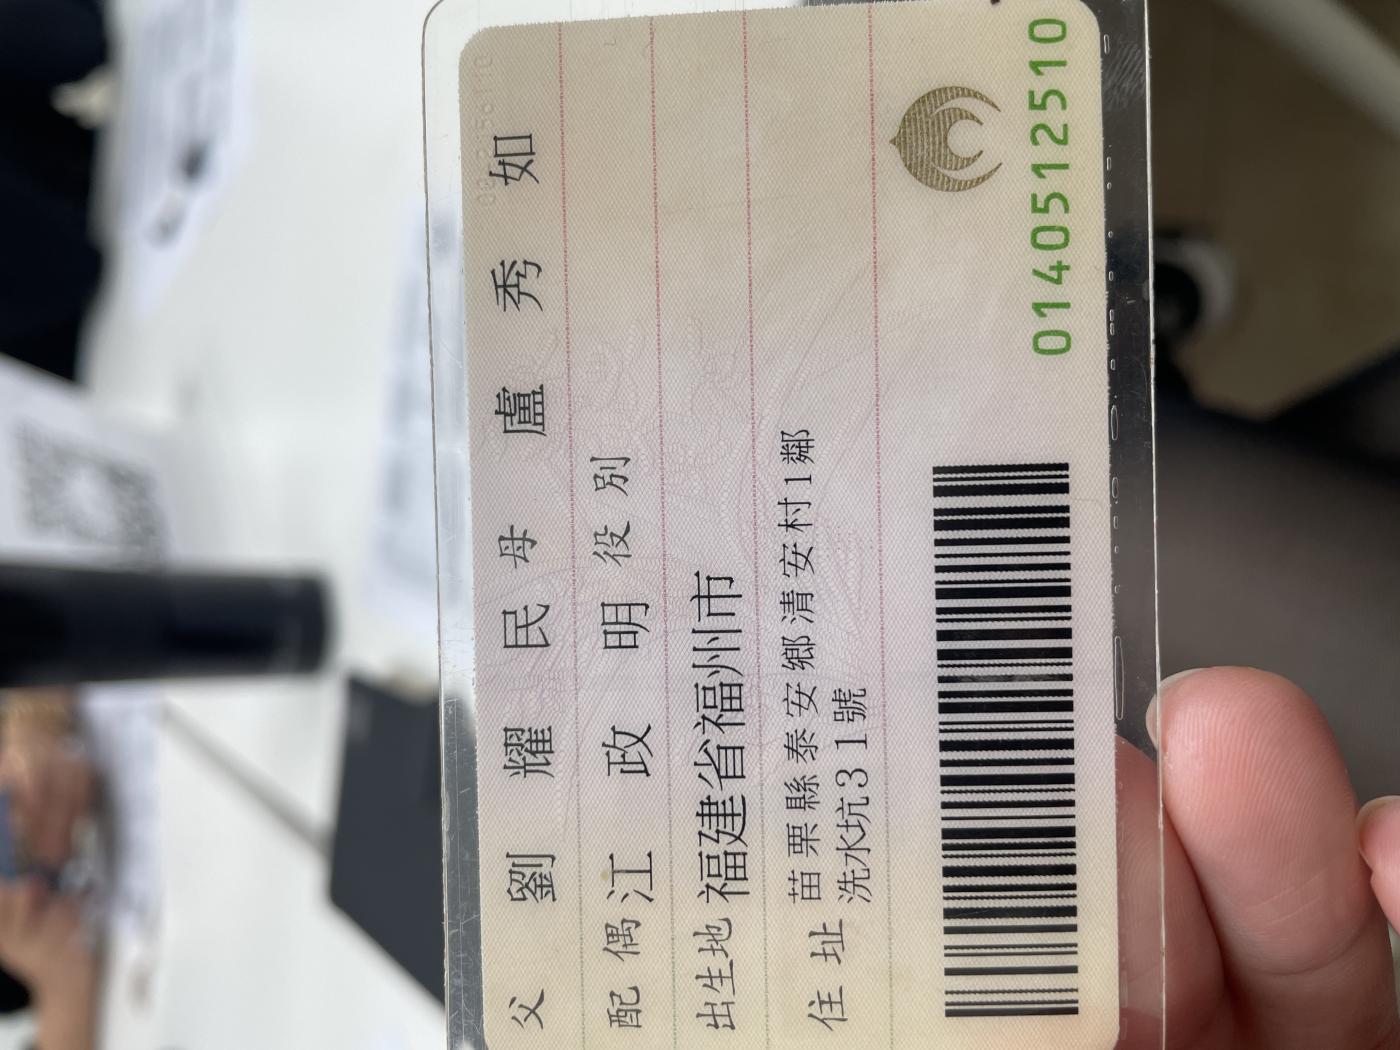 父 劉耀民 母 盧秀如
配偶 江政明 役別
出生地 福建省福州市
住址 苗栗縣泰安鄉清安村1鄰
洗水坑31號
0140512510